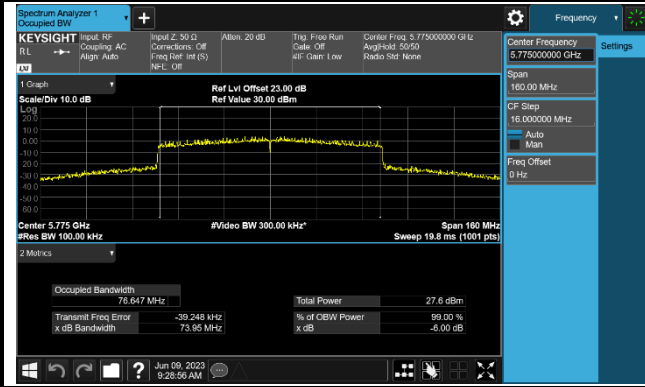 Spectrum Analyzer 1
Occupied BW
Frequency
KEYSIGHT
RL
LXI
Input: RF
Coupling: AC
Align: Auto
Input Z: 50 Ω
Corrections: Off
Freq Ref: Int (S)
NFE: Off
Atten: 20 dB
Trig: Free Run
Gate: Off
#IF Gain: Low
Center Freq: 5.775000000 GHz
Avg|Hold: 50/50
Radio Std: None
Center Frequency
5.775000000 GHz
Settings
Span
160.00 MHz
CF Step
16.000000 MHz
Auto
Man
Freq Offset
0 Hz
1 Graph
Scale/Div 10.0 dB
Ref Lvl Offset 23.00 dB
Ref Value 30.00 dBm
Log
20.0
10.0
0.00
-10.0
-20.0
-30.0
-40.0
-50.0
-60.0
Center 5.775 GHz
#Res BW 100.00 kHz
#Video BW 300.00 kHz*
Span 160 MHz
Sweep 19.8 ms (1001 pts)
2 Metrics
Occupied Bandwidth
76.647 MHz
Total Power 27.6 dBm
Transmit Freq Error -39.248 kHz
% of OBW Power 99.00 %
x dB Bandwidth 73.95 MHz
x dB -6.00 dB
Jun 09, 2023
9:28:56 AM